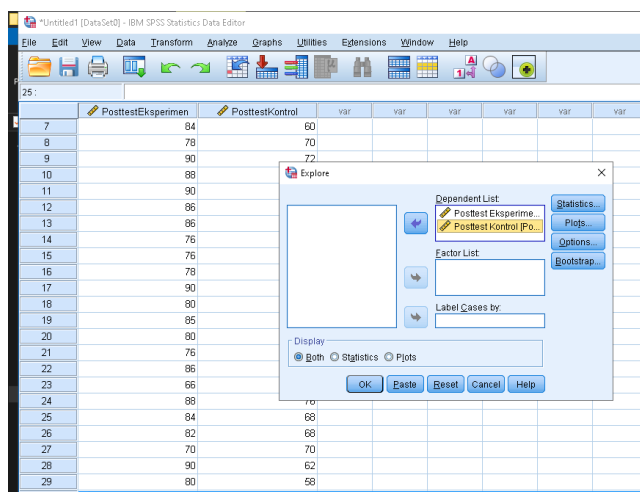 *Untitled1 [DataSet0] - IBM SPSS Statistics Data Editor
File Edit View Data Transform Analyze Graphs Utilities Extensions Window Help
25 :
PosttestEksperimen PosttestKontrol var var var var var var
7 84 60
8 78 70
9 90 72
10 88
11 90
12 86
13 86
14 76
15 76
16 78
17 90
18 80
19 85
20 80
21 76
22 86
23 66
24 88 76
25 84 68
26 82 68
27 70 70
28 90 62
29 80 58
Explore
Dependent List:
Posttest Eksperime...
Posttest Kontrol [Po...
Factor List:
Label Cases by:
Statistics...
Plots...
Options...
Bootstrap...
Display
Both Statistics Plots
OK Paste Reset Cancel Help